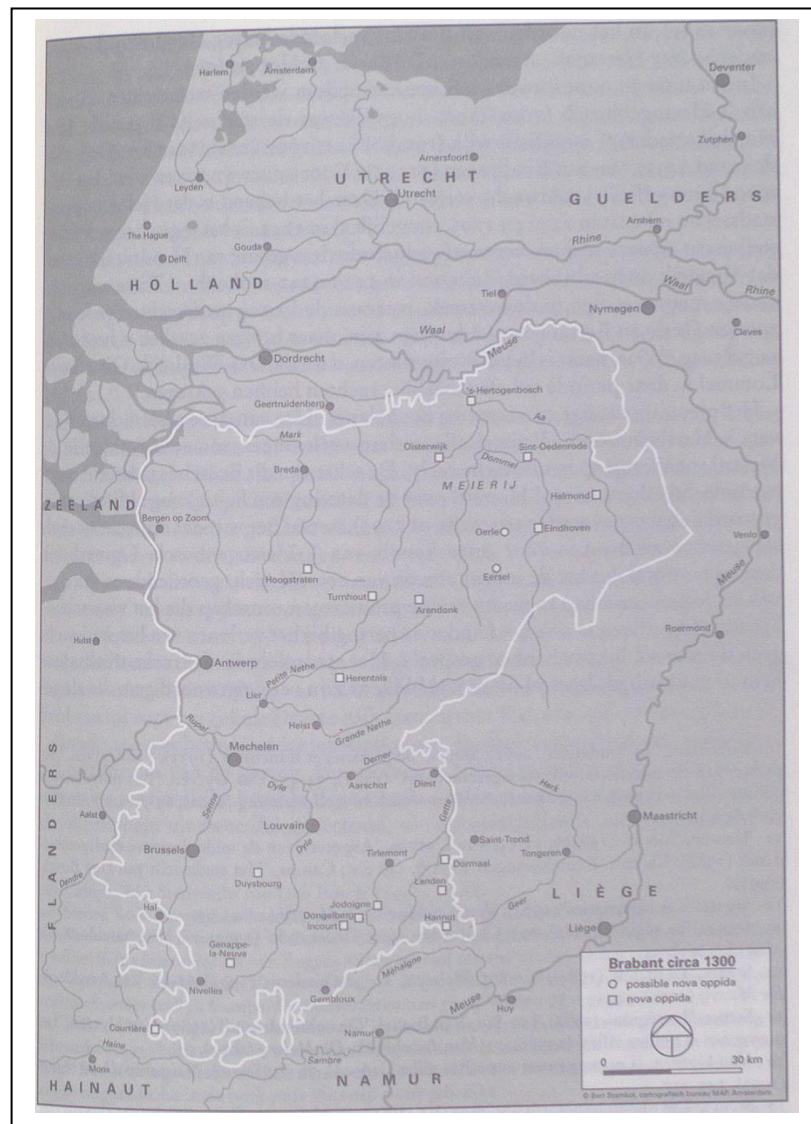 Harlem
Amsterdam
Deventer
Zutphen
Amersfoort
UTRECHT
Leyden
Utrecht
GUELDERS
The Hague
Gouda
Arnhem
Rhine
Delft
HOLLAND
Tiel
Waal
Rhine
Nymegen
Waal
Cleves
Meuse
Dordrecht
's-Hertogenbosch
Geertruidenberg
Aa
Mark
Oisterwijk
Sint-Oedenrode
Dommel
Breda
MEIERIJ
Helmond
ZEELAND
Bergen op Zoom
Oerle
Eindhoven
Venlo
Eersel
Hoogstraten
Meuse
Turnhout
Arendonk
Roermond
Hulst
Antwerp
Petite Nethe
Herentnis
Lier
Rupel
Heist
Grande Nethe
Mechelen
Demer
FLANDERS
Dyle
Aarschot
Diest
Herk
Senne
Aalst
Gette
Louvain
Maastricht
Dyle
Saint-Trond
Brussels
Tirlemont
Tongeren
Dormaal
Dendre
Duysbourg
Landen
LIÈGE
Jodoigne
Geer
Hal
Dongelberg
Incourt
Hannut
Liège
Genappe-
la-Neuve
Brabant circa 1300
Méhaigne
possible nova oppida
Nivelles
Gembloux
nova oppida
Meuse
Huy
Courrière
Namur
Haine
Sambre
0 30 km
Mons
HAINAUT
NAMUR
© Bert Stamkot, cartografisch bureau MAP, Amsterdam.